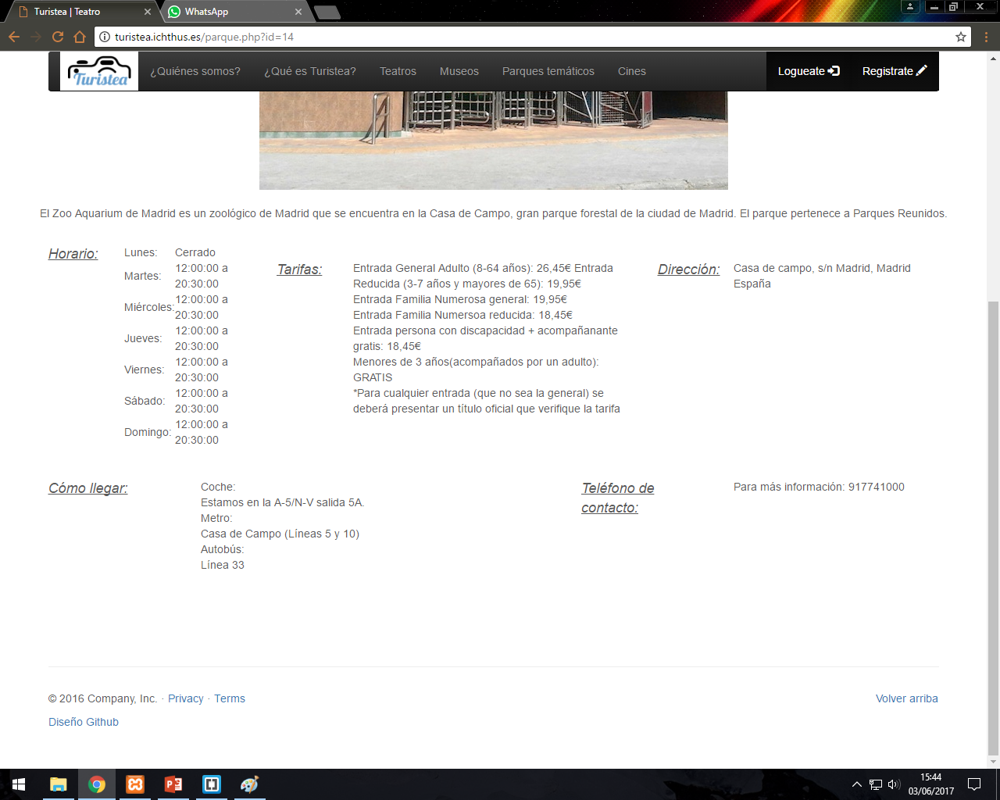 Turistea | Teatro
WhatsApp
turistea.ichthus.es/parque.php?id=14
Turistea
¿Quiénes somos?
¿Qué es Turistea?
Teatros
Museos
Parques temáticos
Cines
Logueate
Registrate
El Zoo Aquarium de Madrid es un zoológico de Madrid que se encuentra en la Casa de Campo, gran parque forestal de la ciudad de Madrid. El parque pertenece a Parques Reunidos.
Horario:
Lunes: Cerrado
Martes: 12:00:00 a
20:30:00
Miércoles: 12:00:00 a
20:30:00
Jueves: 12:00:00 a
20:30:00
Viernes: 12:00:00 a
20:30:00
Sábado: 12:00:00 a
20:30:00
Domingo: 12:00:00 a
20:30:00
Tarifas:
Entrada General Adulto (8-64 años): 26,45€ Entrada
Reducida (3-7 años y mayores de 65): 19,95€
Entrada Familia Numerosa general: 19,95€
Entrada Familia Numersoa reducida: 18,45€
Entrada persona con discapacidad + acompañanante
gratis: 18,45€
Menores de 3 años(acompañados por un adulto):
GRATIS
*Para cualquier entrada (que no sea la general) se
deberá presentar un título oficial que verifique la tarifa
Dirección:
Casa de campo, s/n Madrid, Madrid
España
Cómo llegar:
Coche:
Estamos en la A-5/N-V salida 5A.
Metro:
Casa de Campo (Líneas 5 y 10)
Autobús:
Línea 33
Teléfono de
contacto:
Para más información: 917741000
© 2016 Company, Inc. · Privacy · Terms
Volver arriba
Diseño Github
15:44
03/06/2017